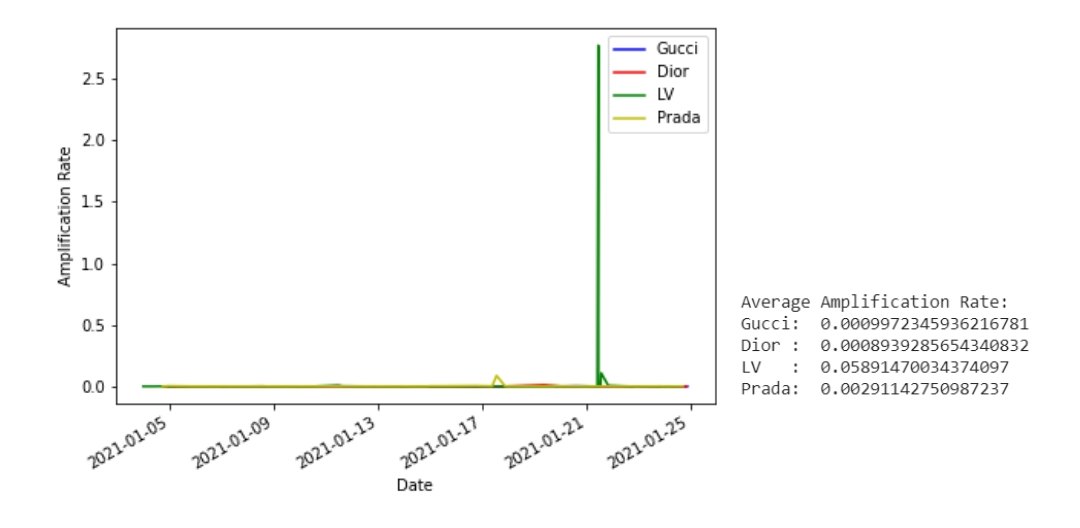 Gucci
Dior
LV
Prada
2.5
2.0
1.5
1.0
0.5
0.0
Amplification Rate
2021-01-05
2021-01-09
2021-01-13
2021-01-17
2021-01-21
2021-01-25
Date
Average Amplification Rate:
Gucci: 0.0009972345936216781
Dior : 0.0008939285654340832
LV : 0.05891470034374097
Prada: 0.00291142750987237